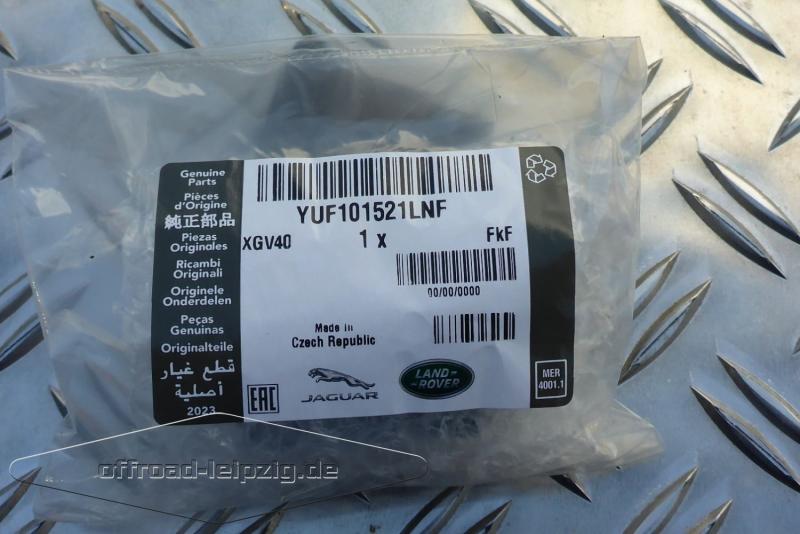 Genuine
Parts
Pièces
d'Origine
純正部品
Piezas
Originales
Ricambi
Originali
Originele
Onderdelen
Peças
Genuinas
Originalteile
قطع غيار
أصلية
2023
YUF101521LNF
XGV40 1 x FkF
00/00/0000
Made in
Czech Republic
EAC
JAGUAR
LAND-
ROVER
MER
4001.1
offroad-leipzig.de